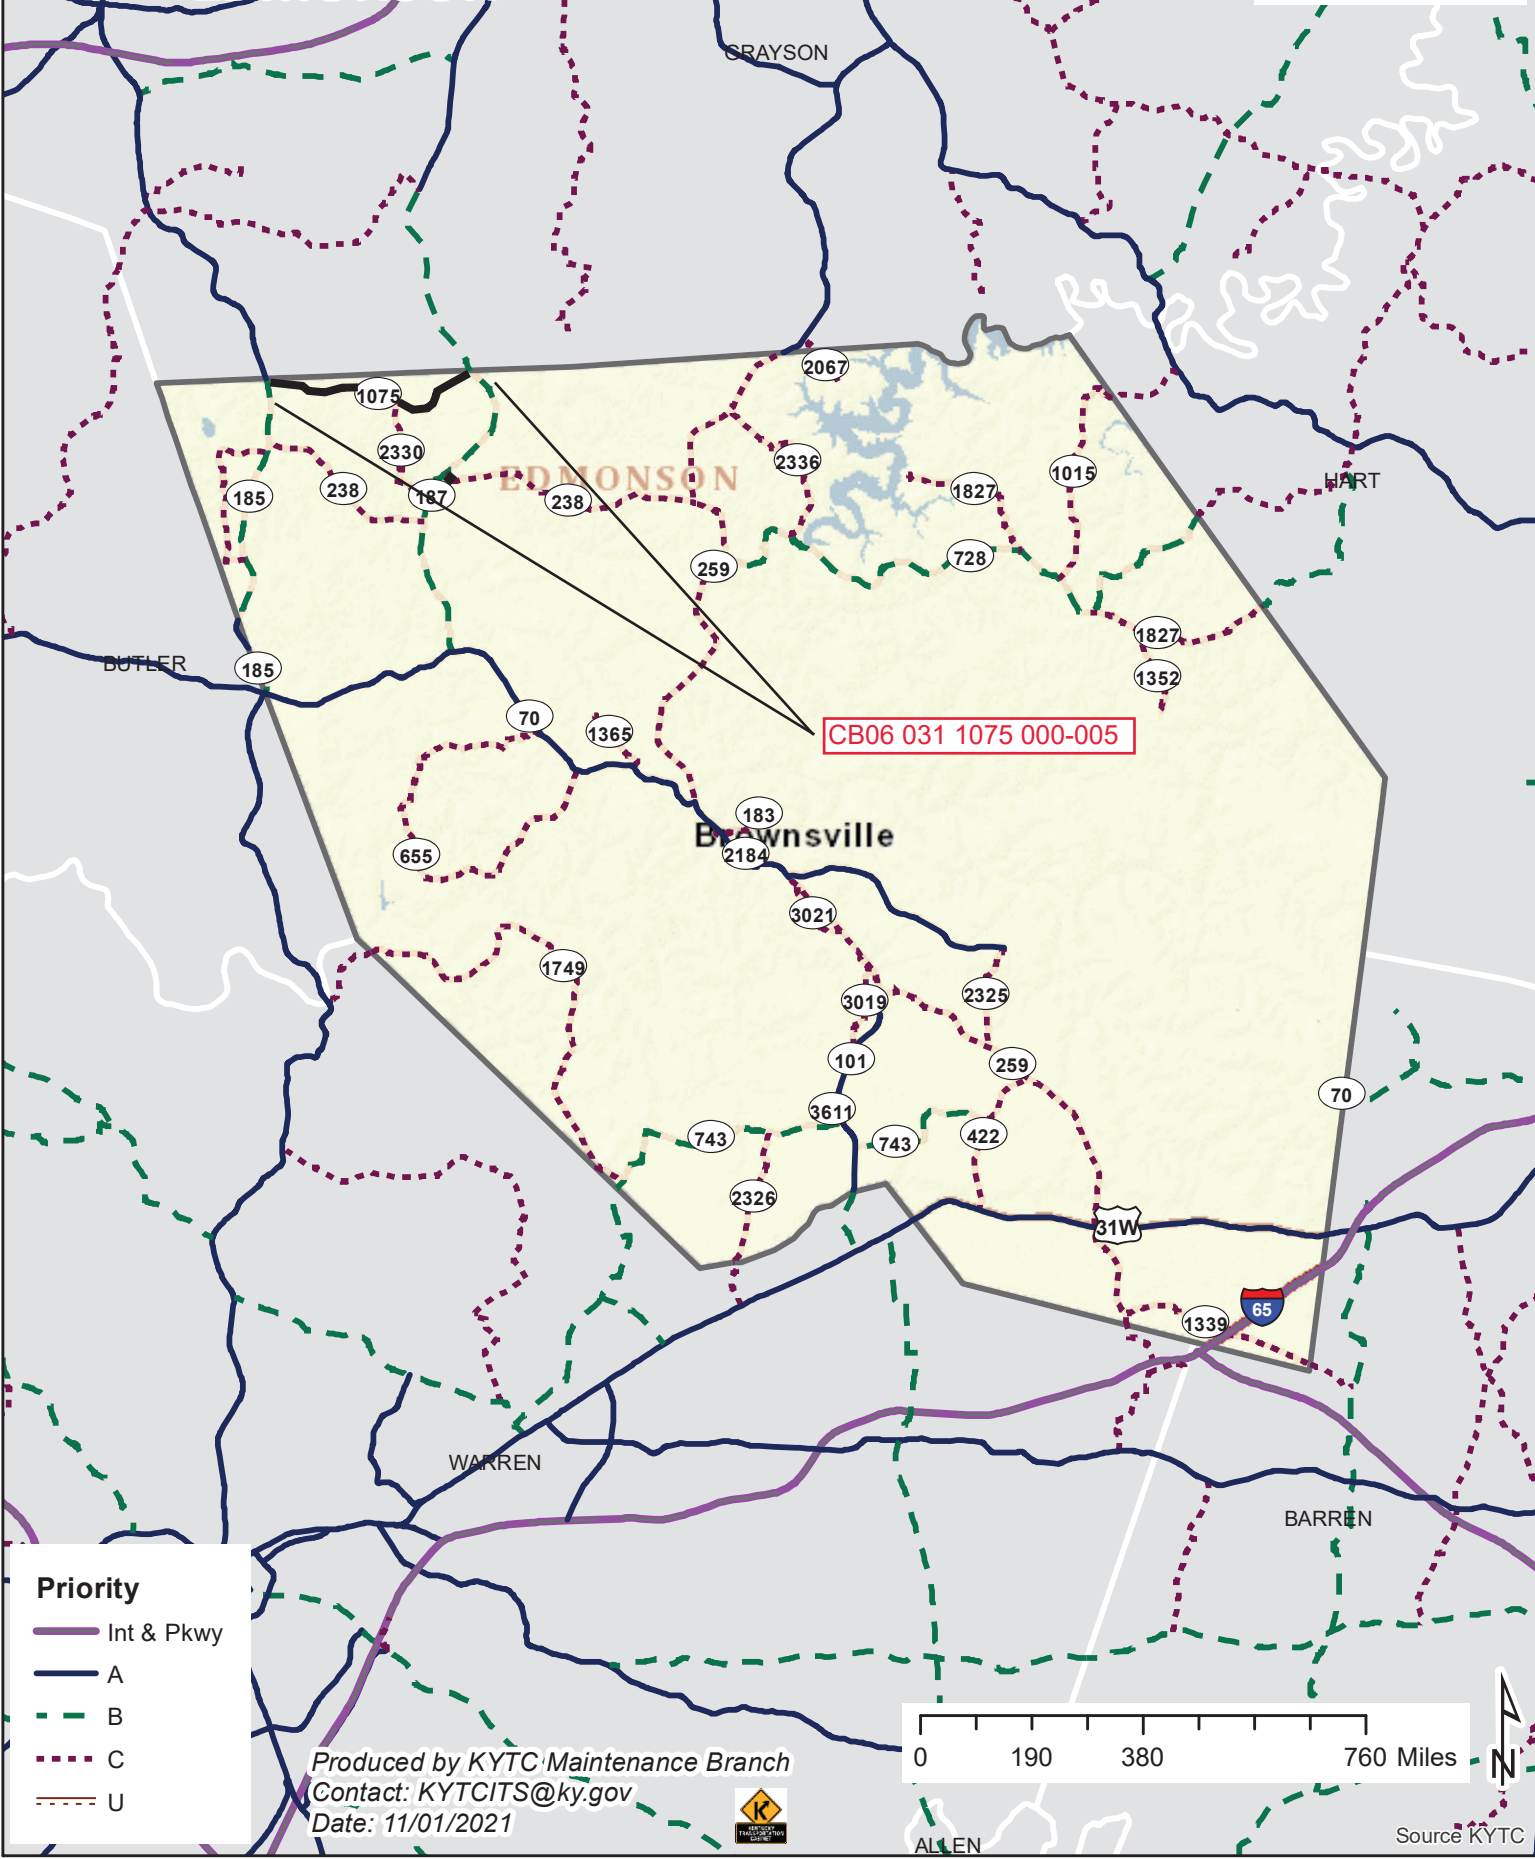 GRAYSON
2067
1075
2330
2336
EDMONSON
1015
HART
185
238
187
238
1827
259
728
1827
BUTLER
185
1352
70
1365
CB06 031 1075 000-005
183
Brownsville
655
2184
3021
1749
3019
2325
101
259
70
3611
743
743
422
2326
31W
65
1339
WARREN
BARREN
Priority
Int & Pkwy
A
B
C
U
Produced by KYTC Maintenance Branch
Contact: KYTCITS@ky.gov
Date: 11/01/2021
KENTUCKY
TRANSPORTATION
CABINET
0 190 380 760 Miles
N
Source KYTC
ALLEN